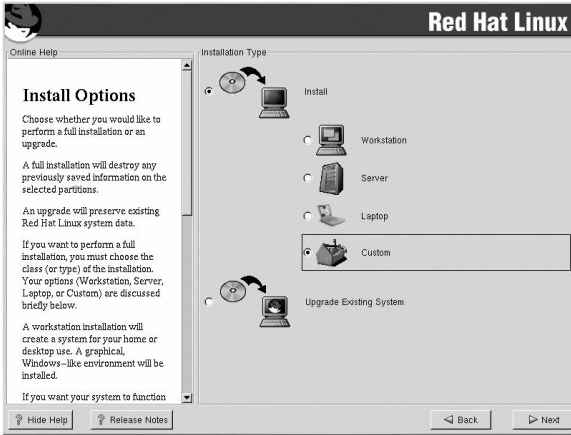 Red Hat Linux
Online Help
Install Options
Choose whether you would like to
perform a full installation or an
upgrade.
A full installation will destroy any
previously saved information on the
selected partitions.
An upgrade will preserve existing
Red Hat Linux system data.
If you want to perform a full
installation, you must choose the
class (or type) of the installation.
Your options (Workstation, Server,
Laptop, or Custom) are discussed
briefly below.
A workstation installation will
create a system for your home or
desktop use. A graphical,
Windows-like environment will be
installed.
If you want your system to function
Installation Type
Install
Workstation
Server
Laptop
Custom
Upgrade Existing System
Hide Help
Release Notes
Back
Next